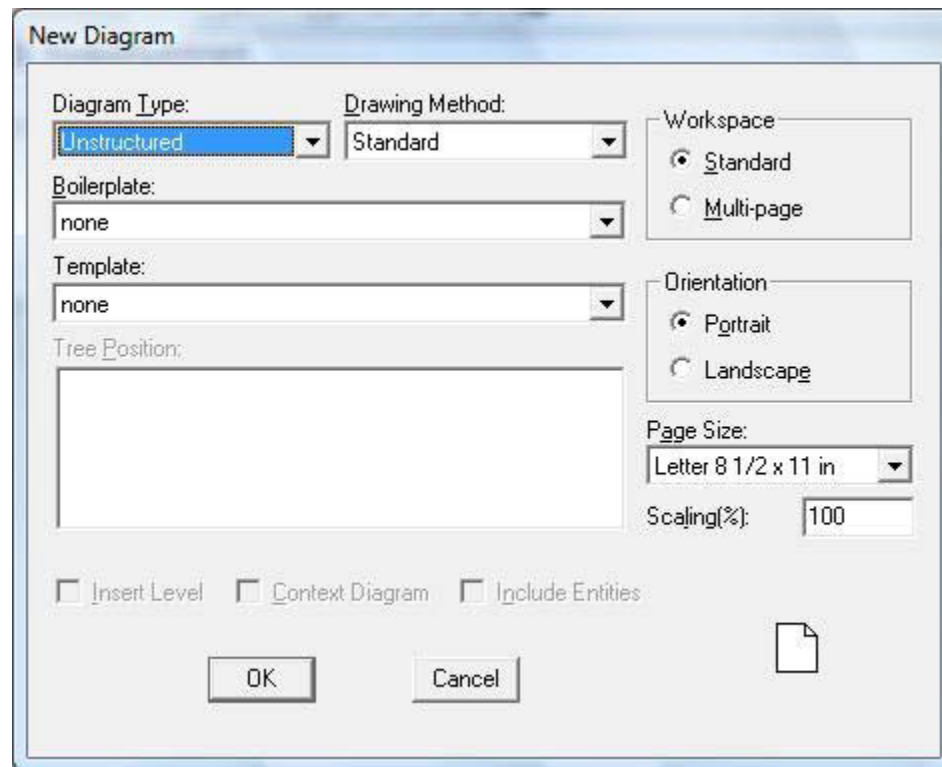 New Diagram
Diagram Type:
Drawing Method:
Unstructured
Standard
Boilerplate:
none
Template:
none
Tree Position:
Workspace
Standard
Multi-page
Orientation
Portrait
Landscape
Page Size:
Letter 8 1/2 x 11 in
Scaling(%):
100
Insert Level
Context Diagram
Include Entities
OK
Cancel